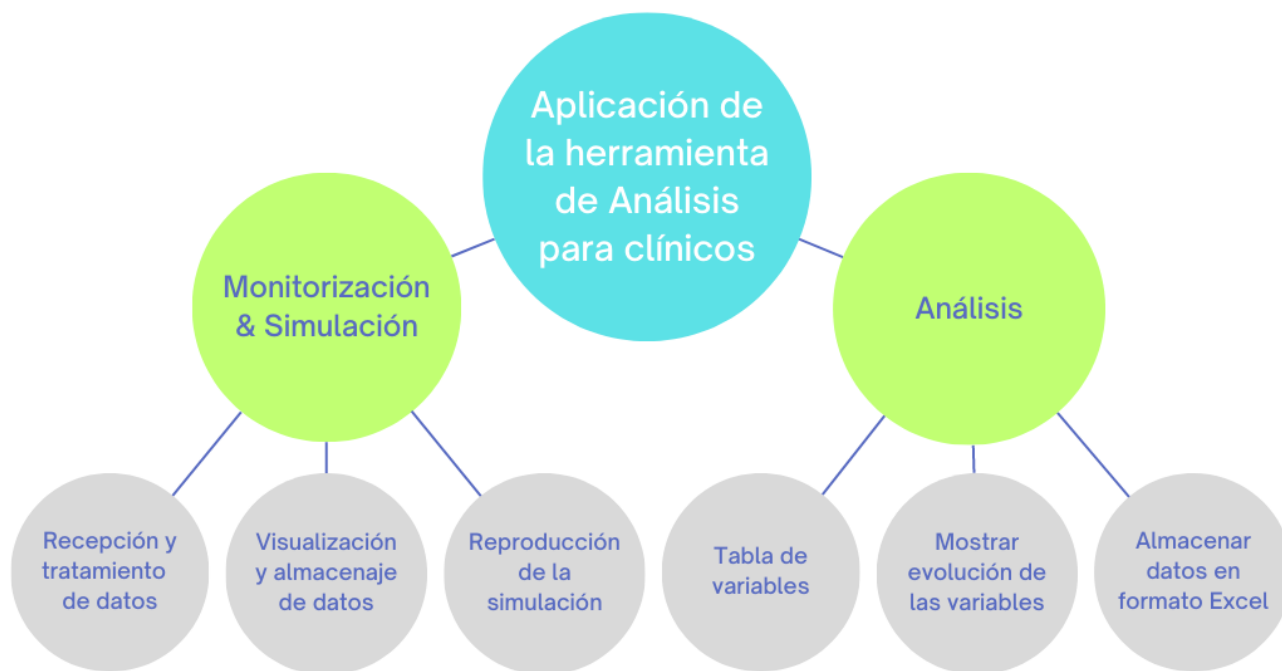 Aplicación de
la herramienta
de Análisis
para clínicos
Monitorización
& Simulación
Análisis
Recepción y
tratamiento
de datos
Visualización
y almacenaje
de datos
Reproducción
de la
simulación
Tabla de
variables
Mostrar
evolución de
las variables
Almacenar
datos en
formato Excel